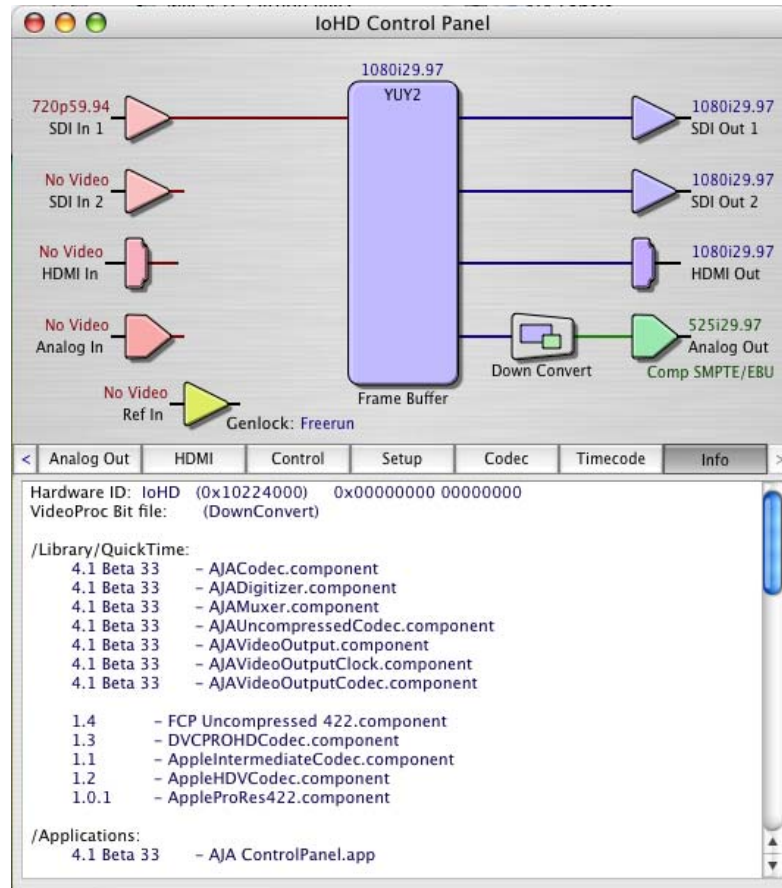 IoHD Control Panel
1080i29.97
YUY2
720p59.94
SDI In 1
1080i29.97
SDI Out 1
No Video
SDI In 2
1080i29.97
SDI Out 2
No Video
HDMI In
1080i29.97
HDMI Out
No Video
Analog In
Down Convert
525i29.97
Analog Out
Comp SMPTE/EBU
No Video
Ref In
Genlock: Freerun
Frame Buffer
< Analog Out HDMI Control Setup Codec Timecode Info >
Hardware ID: IoHD (0x10224000) 0x00000000 00000000
VideoProc Bit file: (DownConvert)
/Library/QuickTime:
4.1 Beta 33 – AJACodec.component
4.1 Beta 33 – AJADigitizer.component
4.1 Beta 33 – AJAMuxer.component
4.1 Beta 33 – AJAUncompressedCodec.component
4.1 Beta 33 – AJAVideoOutput.component
4.1 Beta 33 – AJAVideoOutputClock.component
4.1 Beta 33 – AJAVideoOutputCodec.component
1.4 – FCP Uncompressed 422.component
1.3 – DVCPROHDCodec.component
1.1 – AppleIntermediateCodec.component
1.2 – AppleHDVCodec.component
1.0.1 – AppleProRes422.component
/Applications:
4.1 Beta 33 – AJA ControlPanel.app